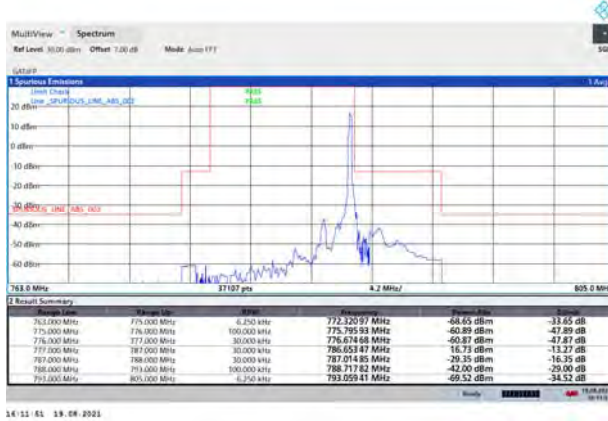 MultiView Spectrum
Ref Level 30.00 dBm Offset 7.00 dB Mode Auto FFT
GAT:IFP
1 Spurious Emissions 1 Avg
Limit Check PASS
Line _SPURIOUS_LINE_ABS_002 PASS
20 dBm
10 dBm
0 dBm
-10 dBm
-20 dBm
_SPURIOUS_LINE_ABS_002
-40 dBm
-50 dBm
-60 dBm
763.0 MHz 37107 pts 4.2 MHz/ 805.0 MHz
2 Result Summary
Range Low Range Up RBW Frequency Power Abs ΔLimit
763.000 MHz 775.000 MHz 6.250 kHz 772.32097 MHz -68.65 dBm -33.65 dB
775.000 MHz 776.000 MHz 100.000 kHz 775.79593 MHz -60.89 dBm -47.89 dB
776.000 MHz 777.000 MHz 30.000 kHz 776.67468 MHz -60.87 dBm -47.87 dB
777.000 MHz 787.000 MHz 30.000 kHz 786.65347 MHz 16.73 dBm -13.27 dB
787.000 MHz 788.000 MHz 30.000 kHz 787.01485 MHz -29.35 dBm -16.35 dB
788.000 MHz 793.000 MHz 100.000 kHz 788.71782 MHz -42.00 dBm -29.00 dB
793.000 MHz 805.000 MHz 6.250 kHz 793.05941 MHz -69.52 dBm -34.52 dB
Ready
16:11:51 19.08.2021